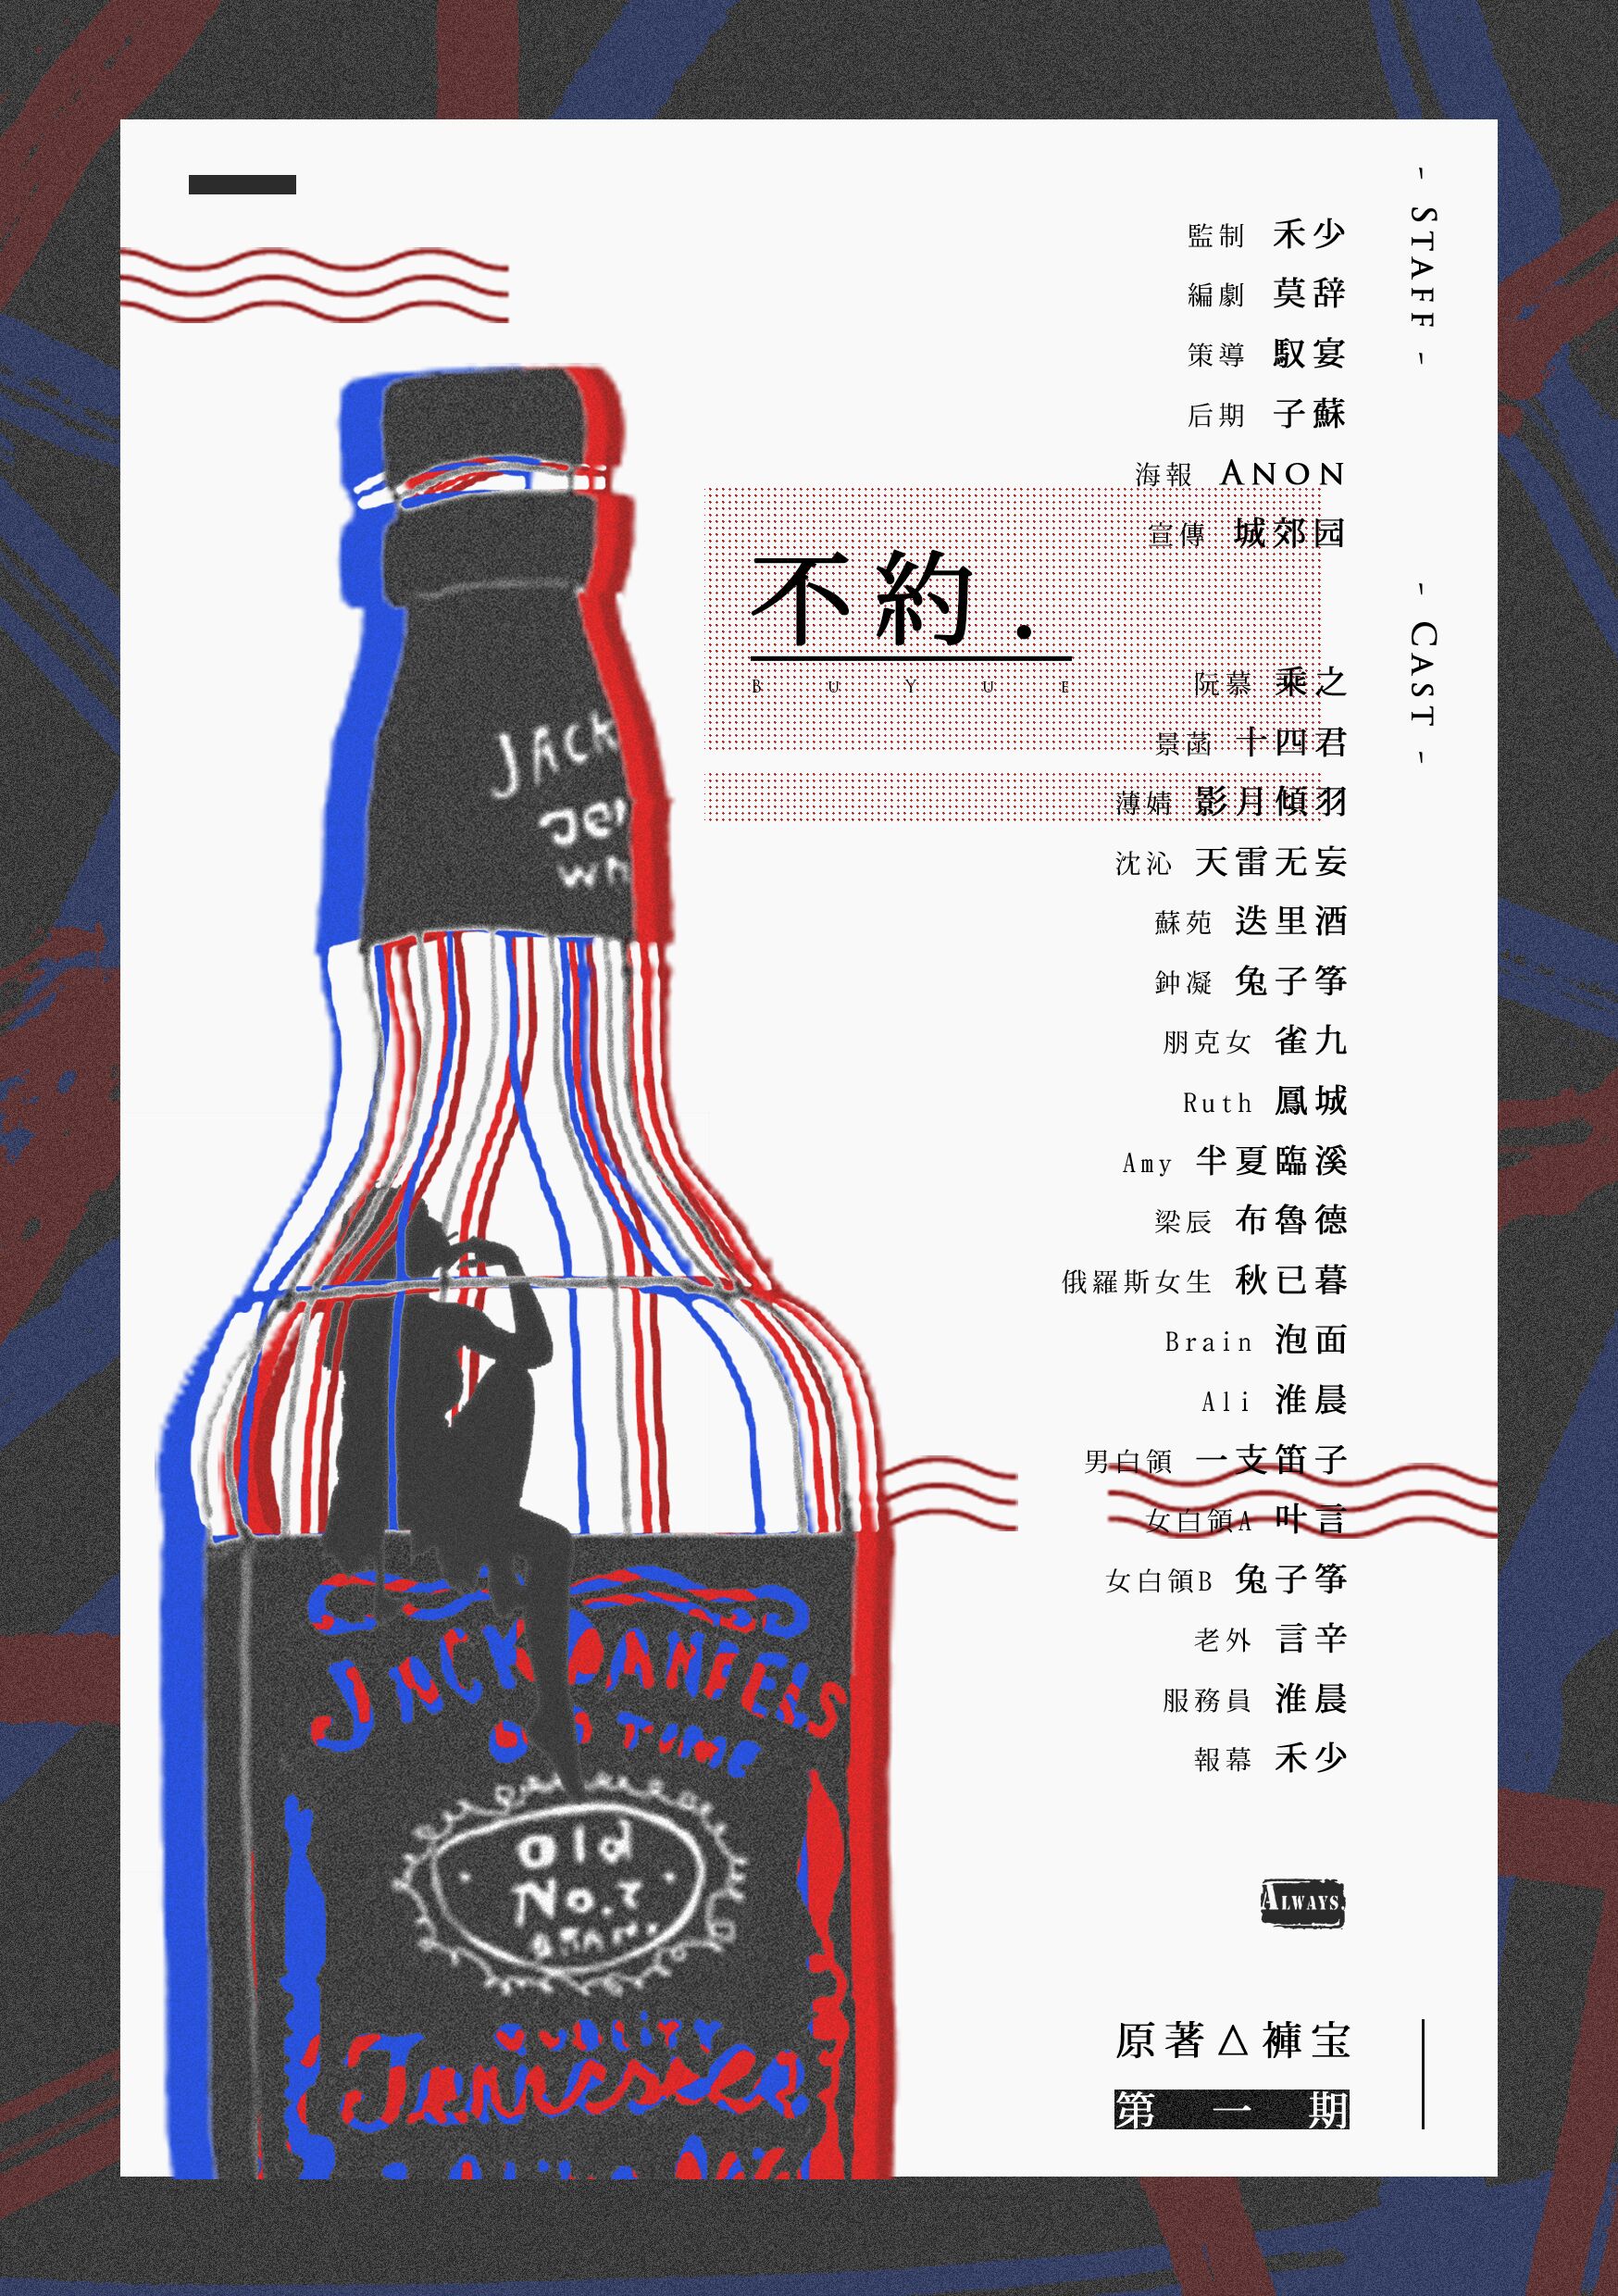 - STAFF -
監制 禾少
編劇 莫辞
策導 馭宴
后期 子蘇
海報 ANON
宣傳 城郊园
不約.
BUYUE
- CAST -
阮慕 乘之
景菡 十四君
薄婧 影月傾羽
沈沁 天雷无妄
蘇苑 迭里酒
鈡凝 兔子筝
朋克女 雀九
Ruth 鳳城
Amy 半夏臨溪
梁辰 布魯德
俄羅斯女生 秋已暮
Brain 泡面
Ali 淮晨
男白領 一支笛子
女白領A 叶言
女白領B 兔子筝
老外 言辛
服務員 淮晨
報幕 禾少
ALWAYS.
原著△褲宝
第一期
JACK
JACK DANFELS
TIME
old
No.7
BRAN.
QUALITY
Tennessee